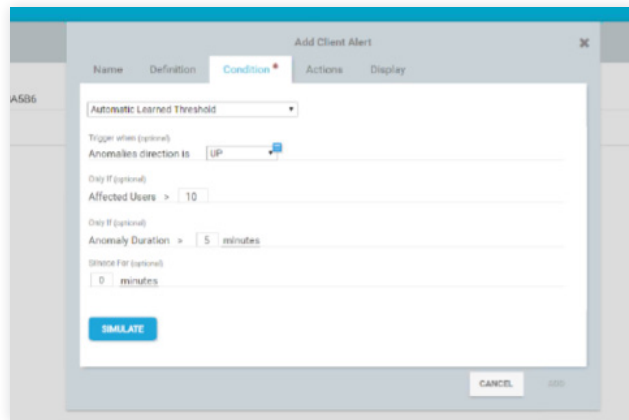 Add Client Alert ✖
Name Definition Condition * Actions Display
A5B6
Automatic Learned Threshold
Trigger when (optional)
Anomalies direction is UP
Only If (optional)
Affected Users > 10
Only If (optional)
Anomaly Duration > 5 minutes
Silence For (optional)
0 minutes
SIMULATE
CANCEL ADD